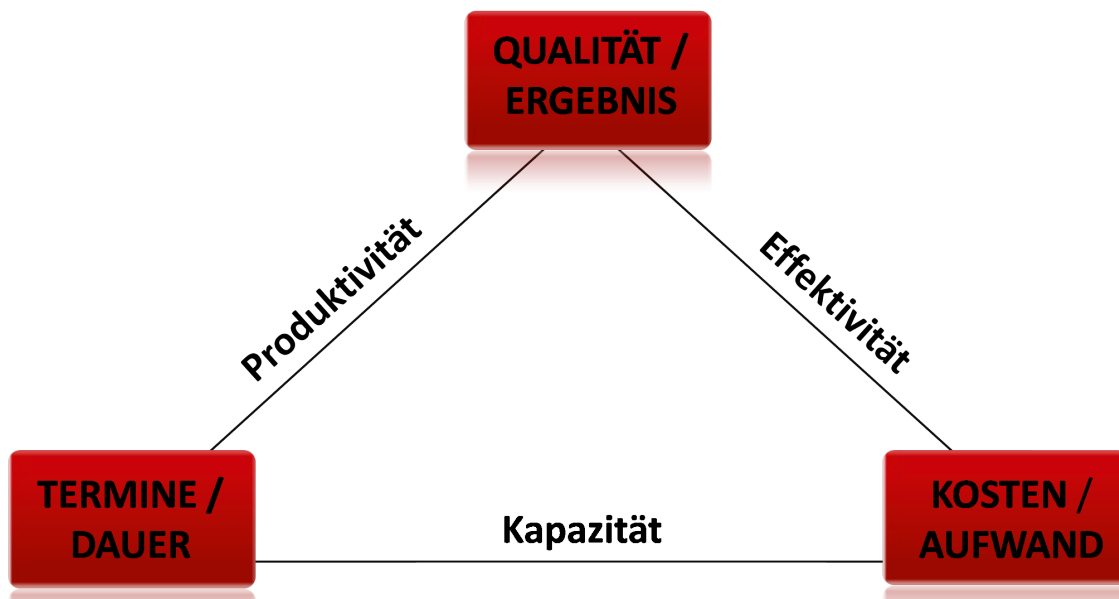 QUALITÄT /
ERGEBNIS
Produktivität
Effektivität
TERMINE /
DAUER
Kapazität
KOSTEN /
AUFWAND